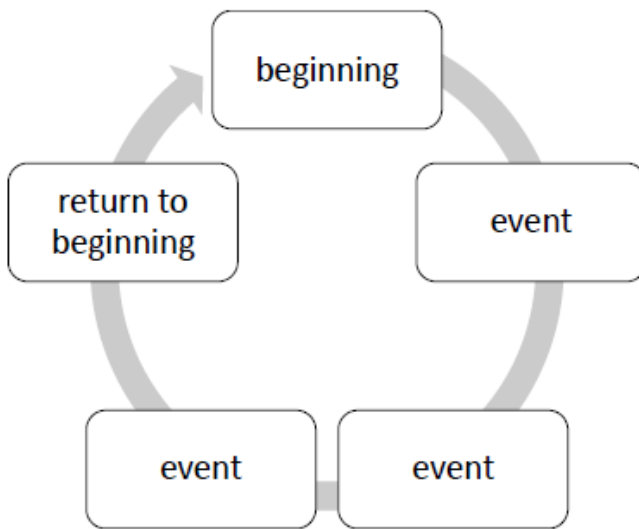 beginning
event
event
event
return to
beginning